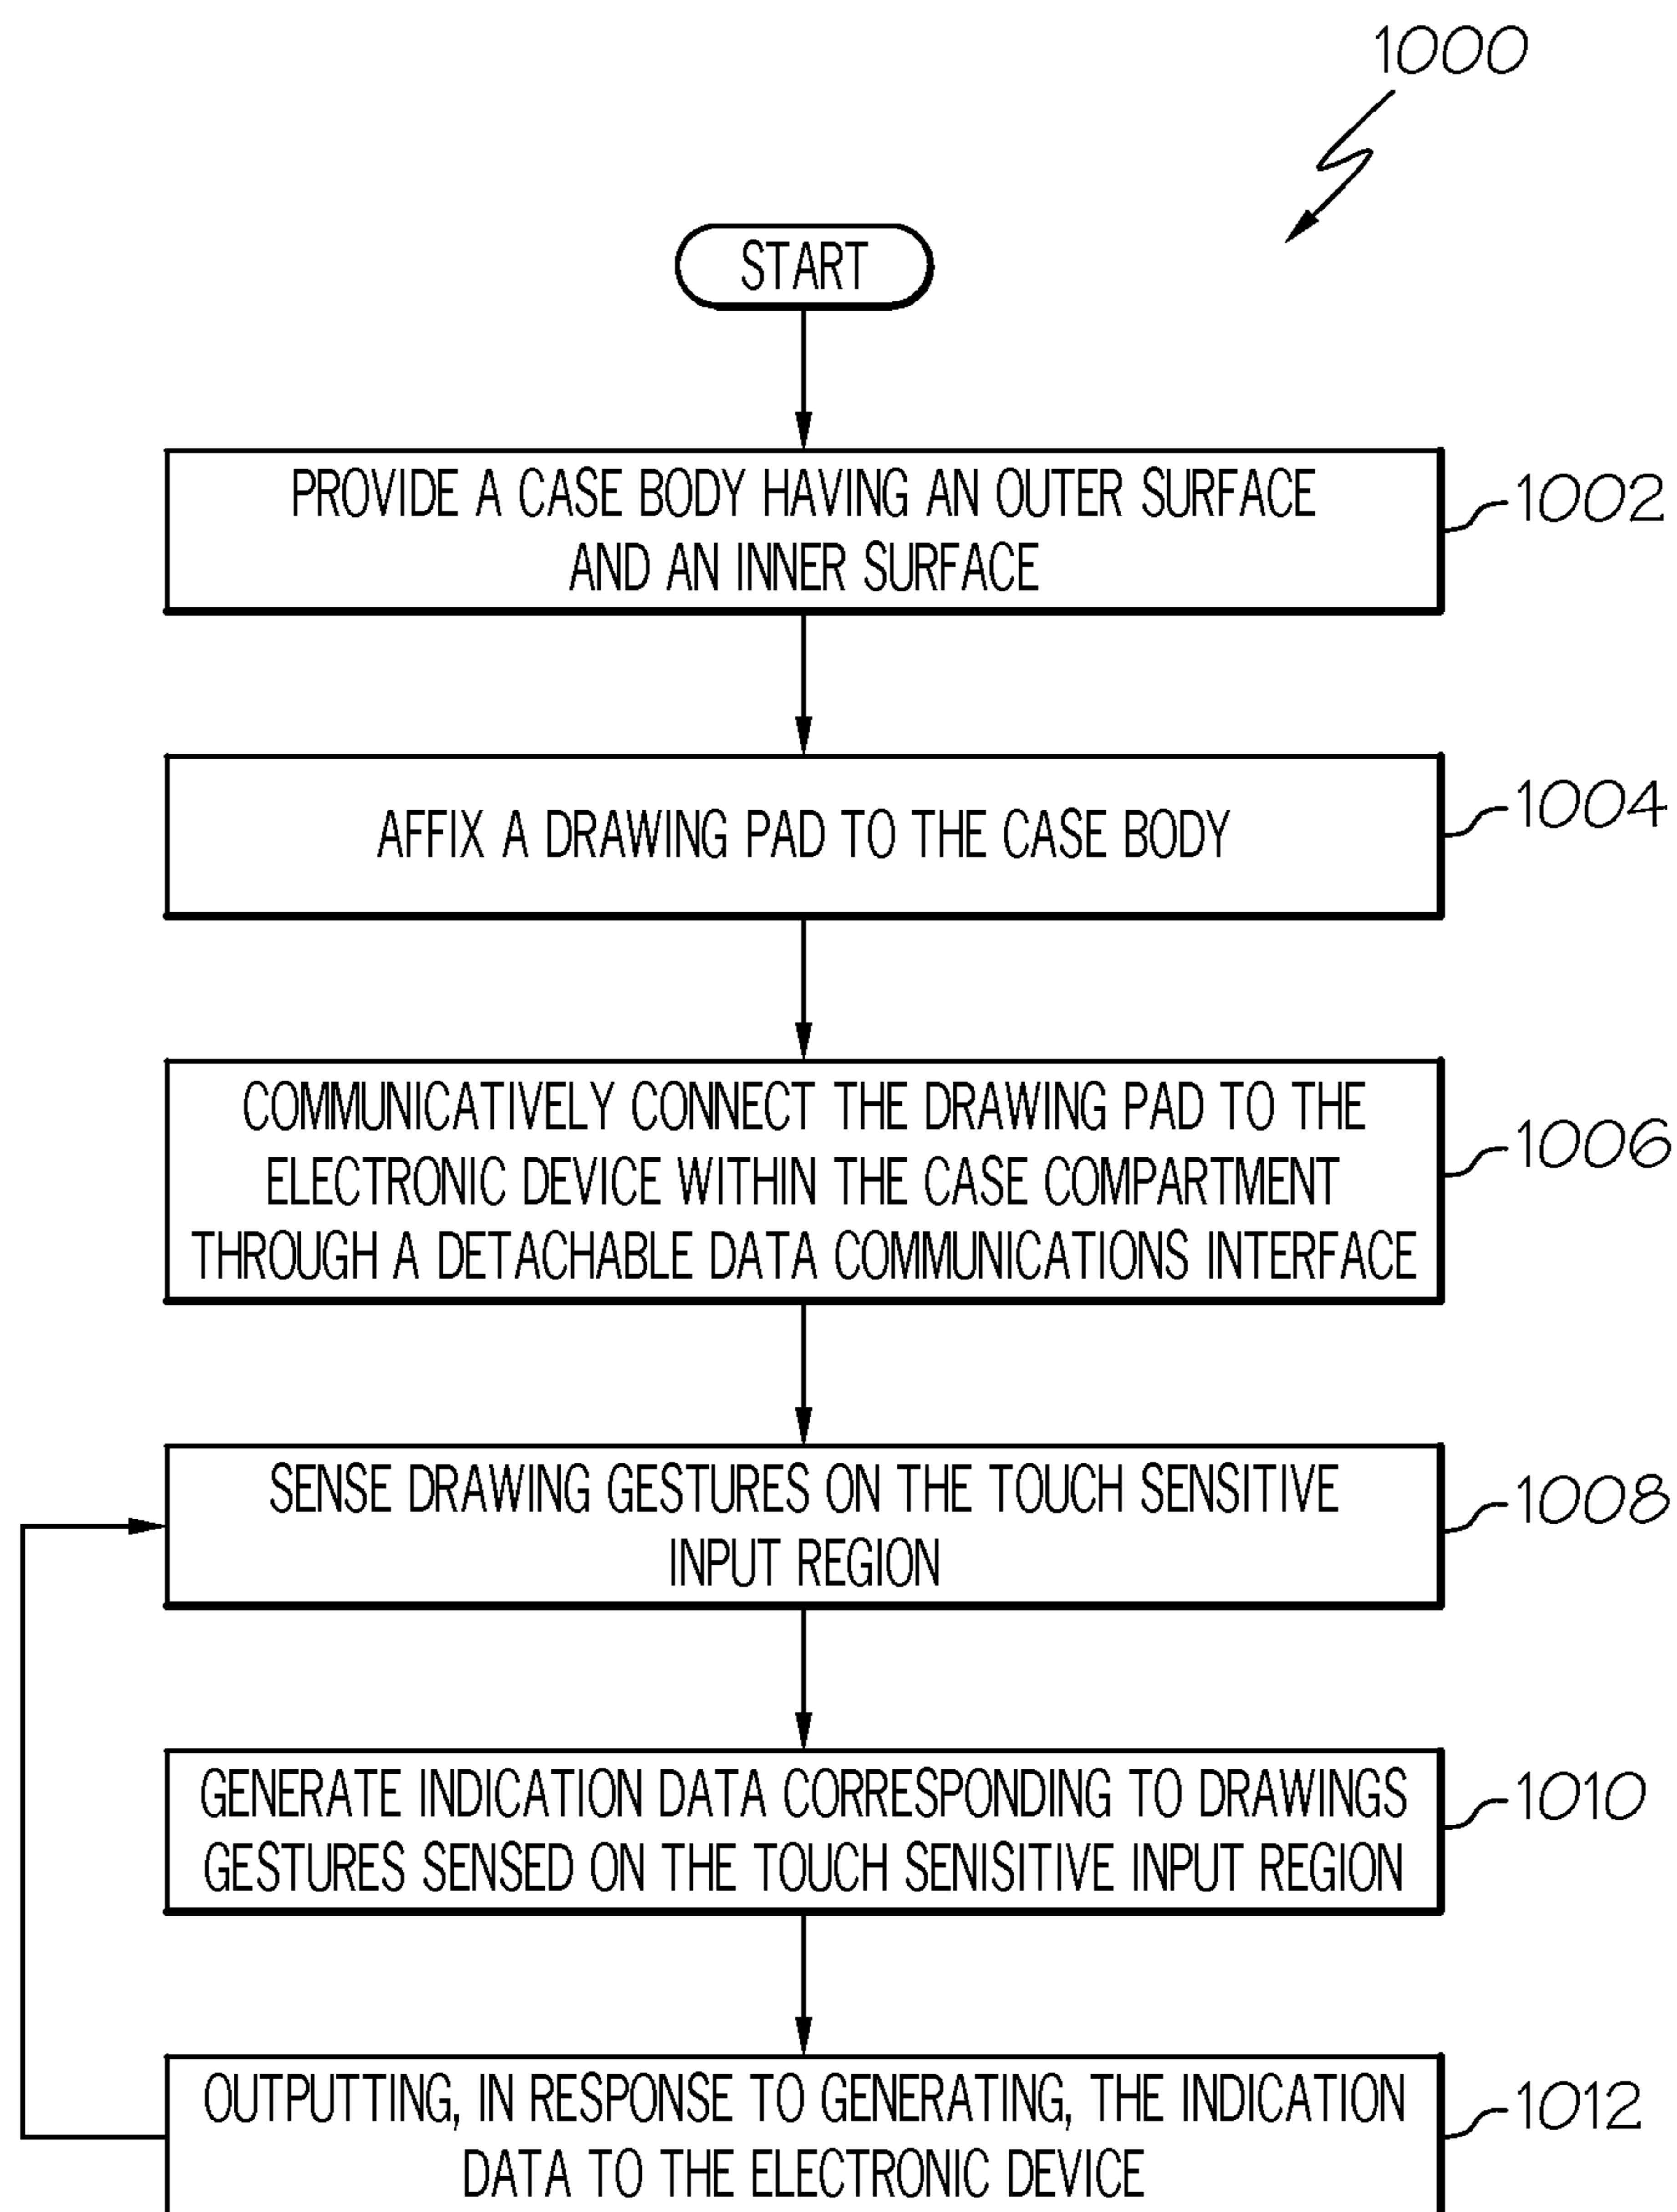 1000
START
PROVIDE A CASE BODY HAVING AN OUTER SURFACE
AND AN INNER SURFACE
1002
AFFIX A DRAWING PAD TO THE CASE BODY
1004
COMMUNICATIVELY CONNECT THE DRAWING PAD TO THE
ELECTRONIC DEVICE WITHIN THE CASE COMPARTMENT
THROUGH A DETACHABLE DATA COMMUNICATIONS INTERFACE
1006
SENSE DRAWING GESTURES ON THE TOUCH SENSITIVE
INPUT REGION
1008
GENERATE INDICATION DATA CORRESPONDING TO DRAWINGS
GESTURES SENSED ON THE TOUCH SENISITIVE INPUT REGION
1010
OUTPUTTING, IN RESPONSE TO GENERATING, THE INDICATION
DATA TO THE ELECTRONIC DEVICE
1012